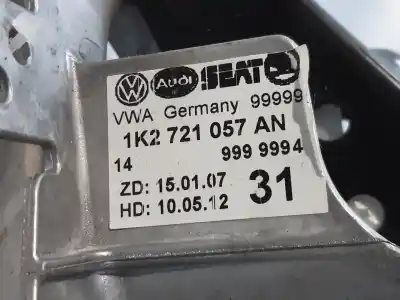 VW Audi SEAT
VWA Germany 99999
1K2 721 057 AN
14 999 9994
ZD: 15.01.07
HD: 10.05.12 31